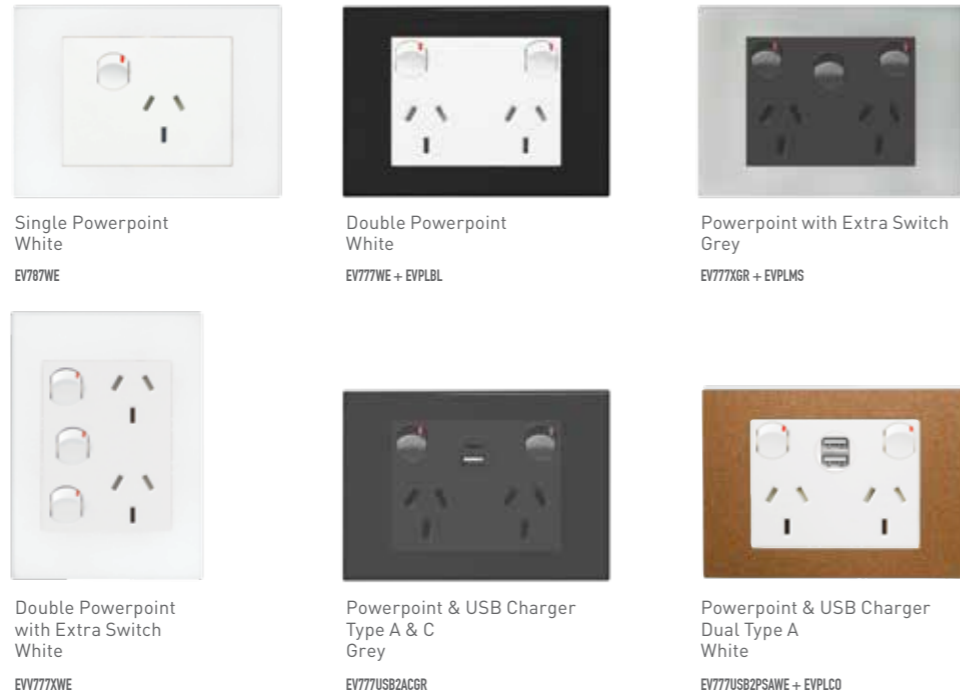 Single Powerpoint
White
EV787WE
Double Powerpoint
White
EV777WE + EVPLBL
Powerpoint with Extra Switch
Grey
EV777XGR + EVPLMS
Double Powerpoint
with Extra Switch
White
EVV777XWE
Powerpoint & USB Charger
Type A & C
Grey
EV777USB2ACGR
Powerpoint & USB Charger
Dual Type A
White
EV777USB2PSAWE + EVPLCO